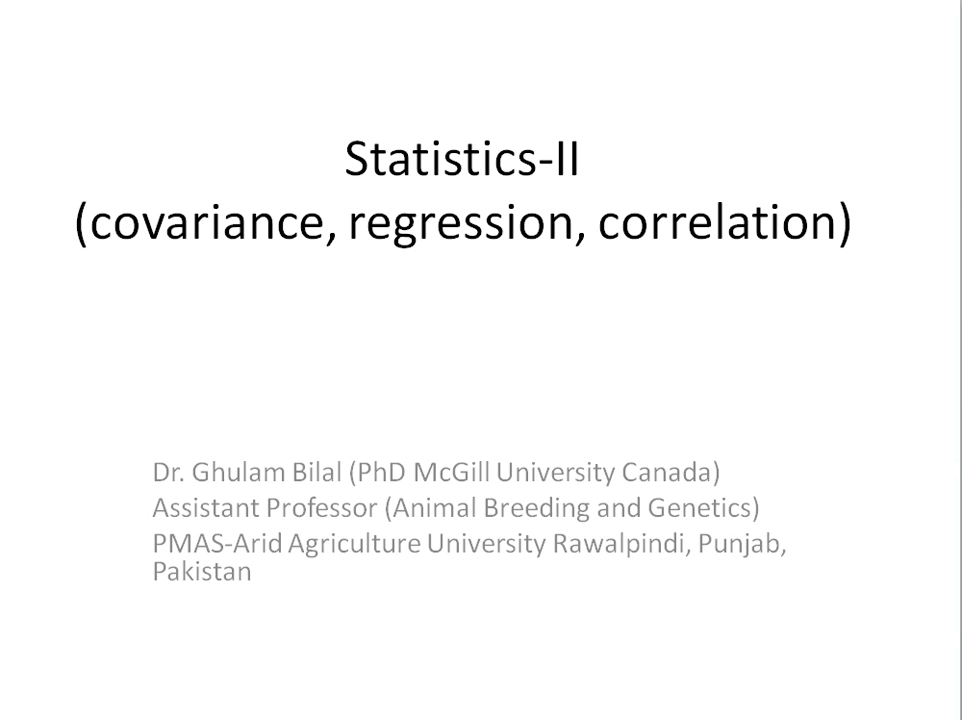 Statistics-II
(covariance, regression, correlation)
Dr. Ghulam Bilal (PhD McGill University Canada)
Assistant Professor (Animal Breeding and Genetics)
PMAS-Arid Agriculture University Rawalpindi, Punjab,
Pakistan